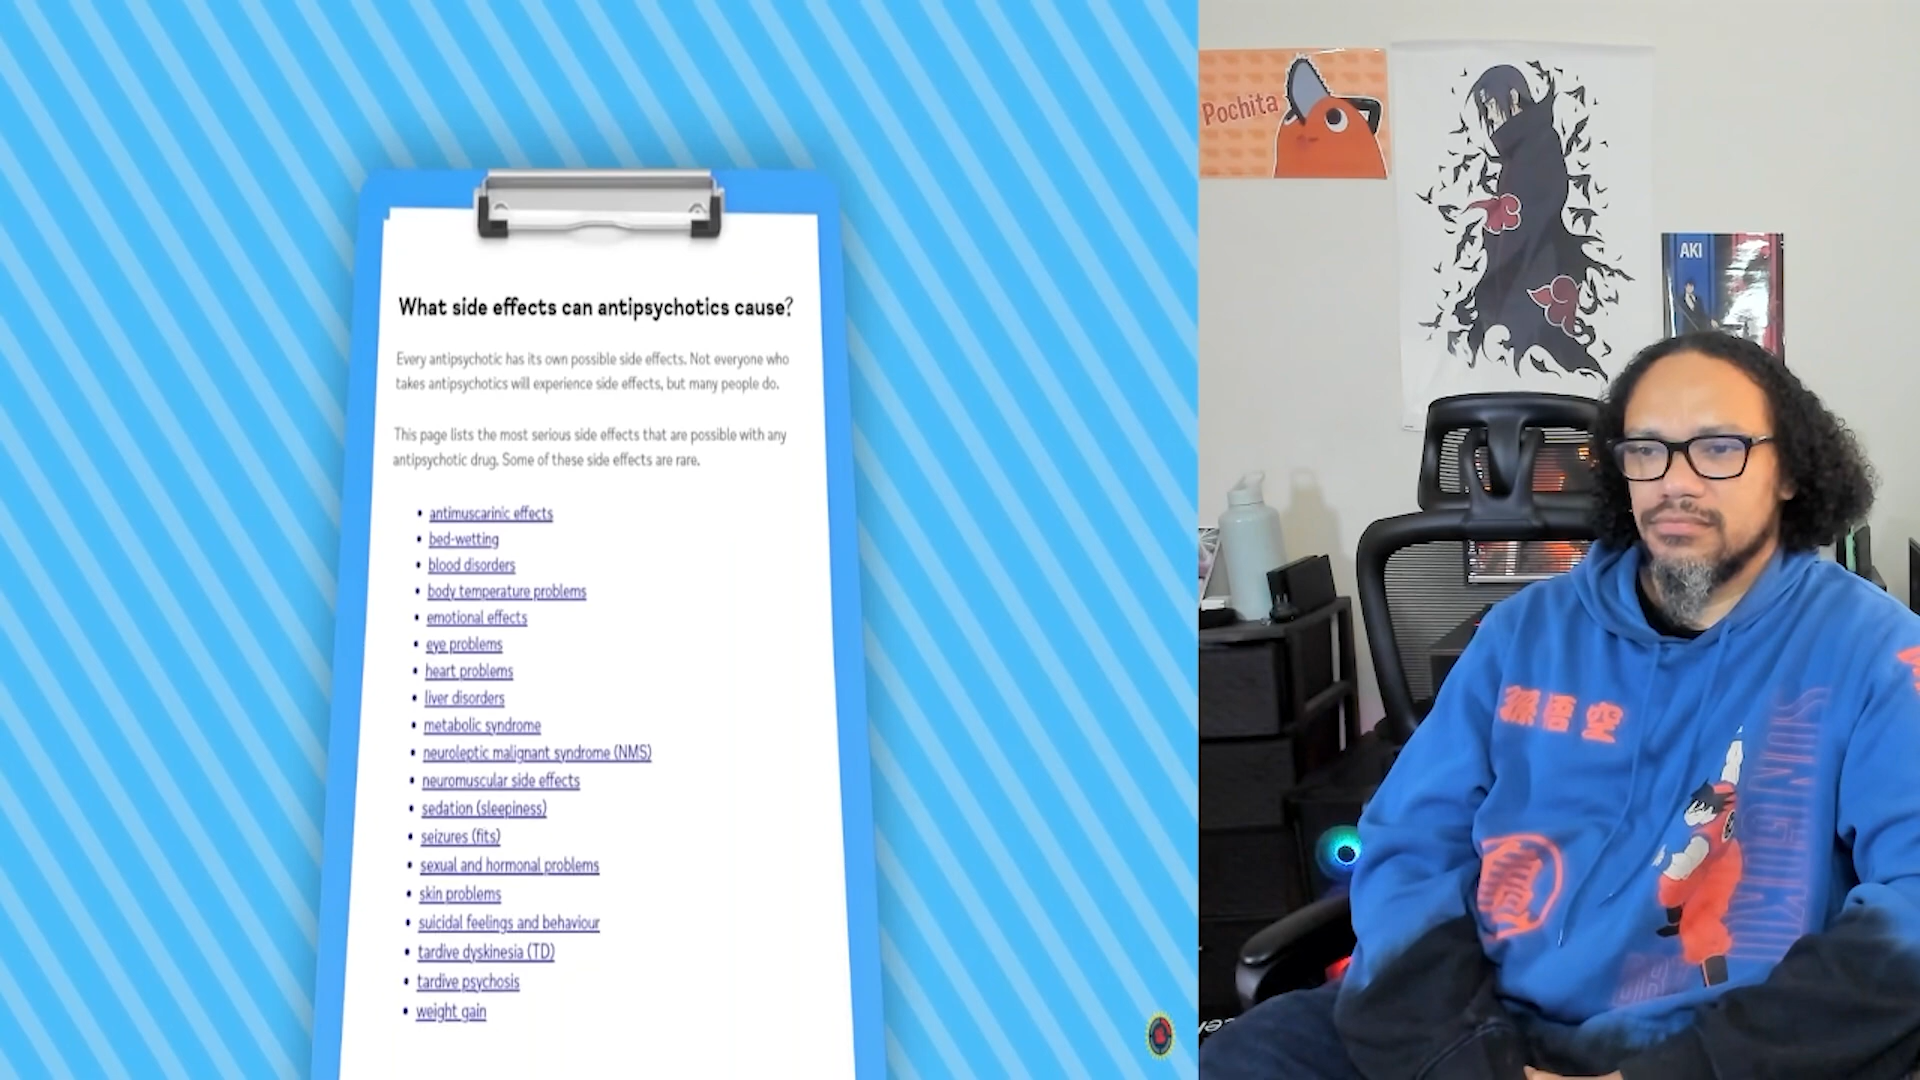 What side effects can antipsychotics cause?
Every antipsychotic has its own possible side effects. Not everyone who
takes antipsychotics will experience side effects, but many people do.
This page lists the most serious side effects that are possible with any
antipsychotic drug. Some of these side effects are rare.
• antimuscarinic effects
• bed-wetting
• blood disorders
• body temperature problems
• emotional effects
• eye problems
• heart problems
• liver disorders
• metabolic syndrome
• neuroleptic malignant syndrome (NMS)
• neuromuscular side effects
• sedation (sleepiness)
• seizures (fits)
• sexual and hormonal problems
• skin problems
• suicidal feelings and behaviour
• tardive dyskinesia (TD)
• tardive psychosis
• weight gain
Pochita
AKI
孫悟空